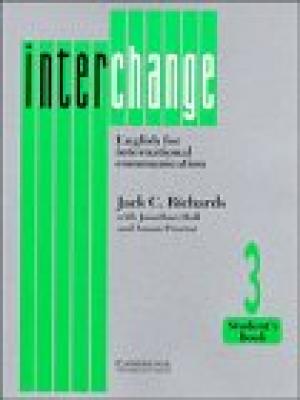 interchange
English for
international
communication
Jack C. Richards
with Jonathan Hull
and Susan Proctor
3
Student's
Book
CAMBRIDGE